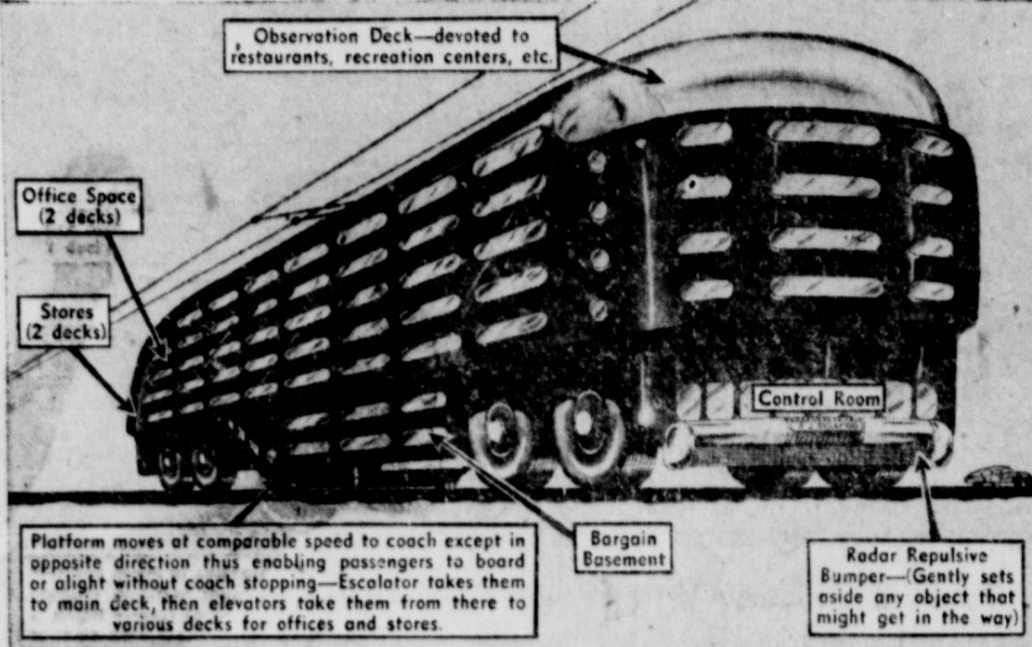 Observation Deck—devoted to
restaurants, recreation centers, etc.
Office Space
(2 decks)
Stores
(2 decks)
Control Room
Platform moves at comparable speed to coach except in
opposite direction thus enabling passengers to board
or alight without coach stopping—Escalator takes them
to main deck, then elevators take them from there to
various decks for offices and stores.
Bargain
Basement
Radar Repulsive
Bumper—(Gently sets
aside any object that
might get in the way)